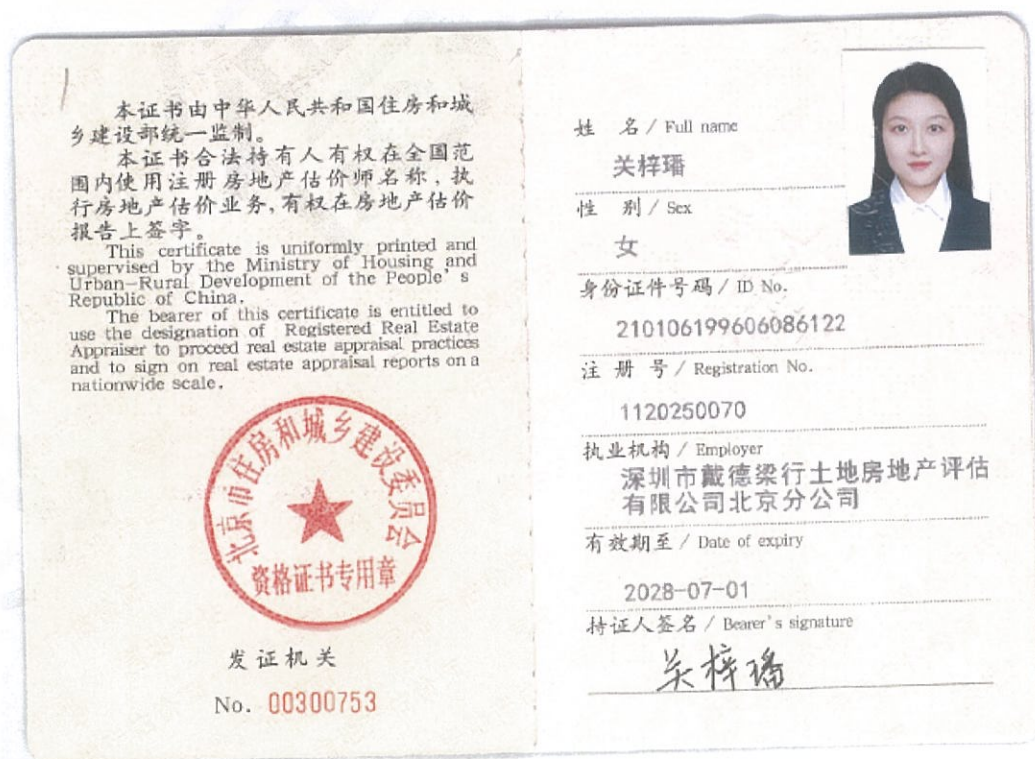 本证书由中华人民共和国住房和城
乡建设部统一监制。
本证书合法持有人有权在全国范
围内使用注册房地产估价师名称，执
行房地产估价业务，有权在房地产估价
报告上签字。
This certificate is uniformly printed and
supervised by the Ministry of Housing and
Urban-Rural Development of the People's
Republic of China.
The bearer of this certificate is entitled to
use the designation of Registered Real Estate
Appraiser to proceed real estate appraisal practices
and to sign on real estate appraisal reports on a
nationwide scale.
北京市住房和城乡建设委员会
资格证书专用章
发证机关
No. 00300753
姓 名 / Full name
关梓璠
性 别 / Sex
女
身份证件号码 / ID No.
210106199606086122
注 册 号 / Registration No.
1120250070
执业机构 / Employer
深圳市戴德梁行土地房地产评估
有限公司北京分公司
有效期至 / Date of expiry
2028-07-01
持证人签名 / Bearer's signature
关梓璠